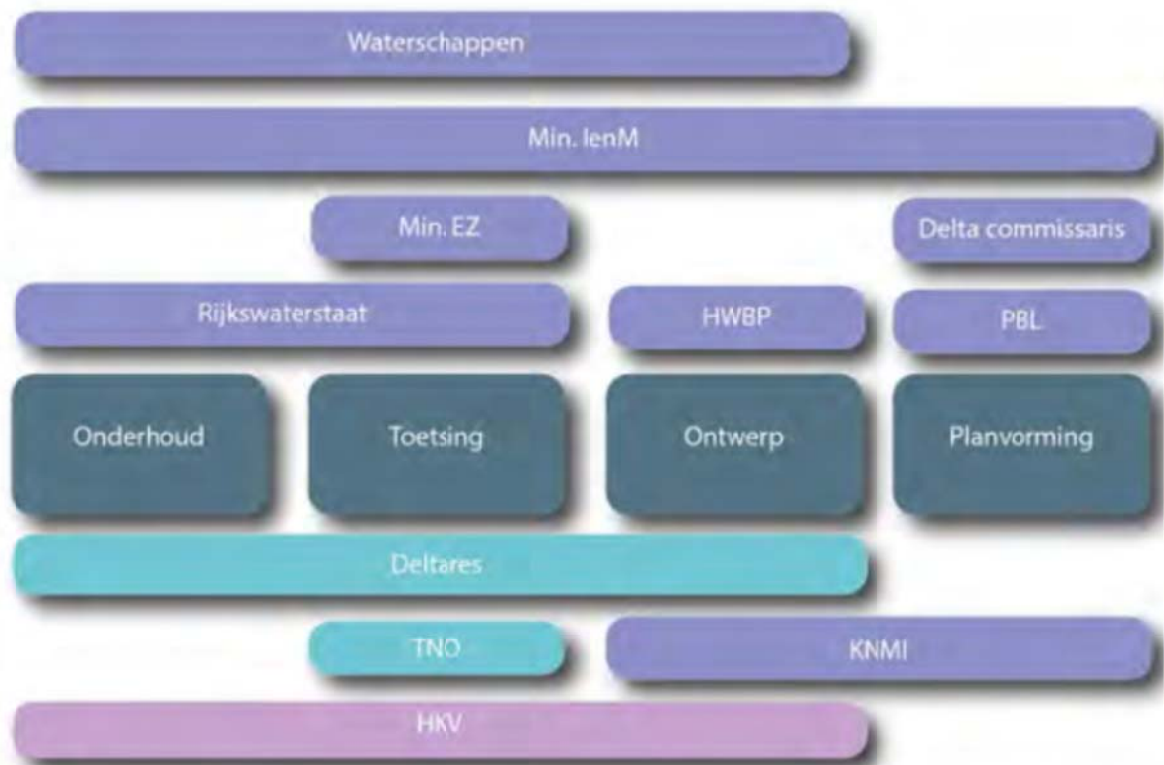 Waterschappen
Min. IenM
Min. EZ
Delta commissaris
Rijkswaterstaat
HWBP
PBL
Onderhoud
Toetsing
Ontwerp
Planvorming
Deltares
TNO
KNMI
HKV